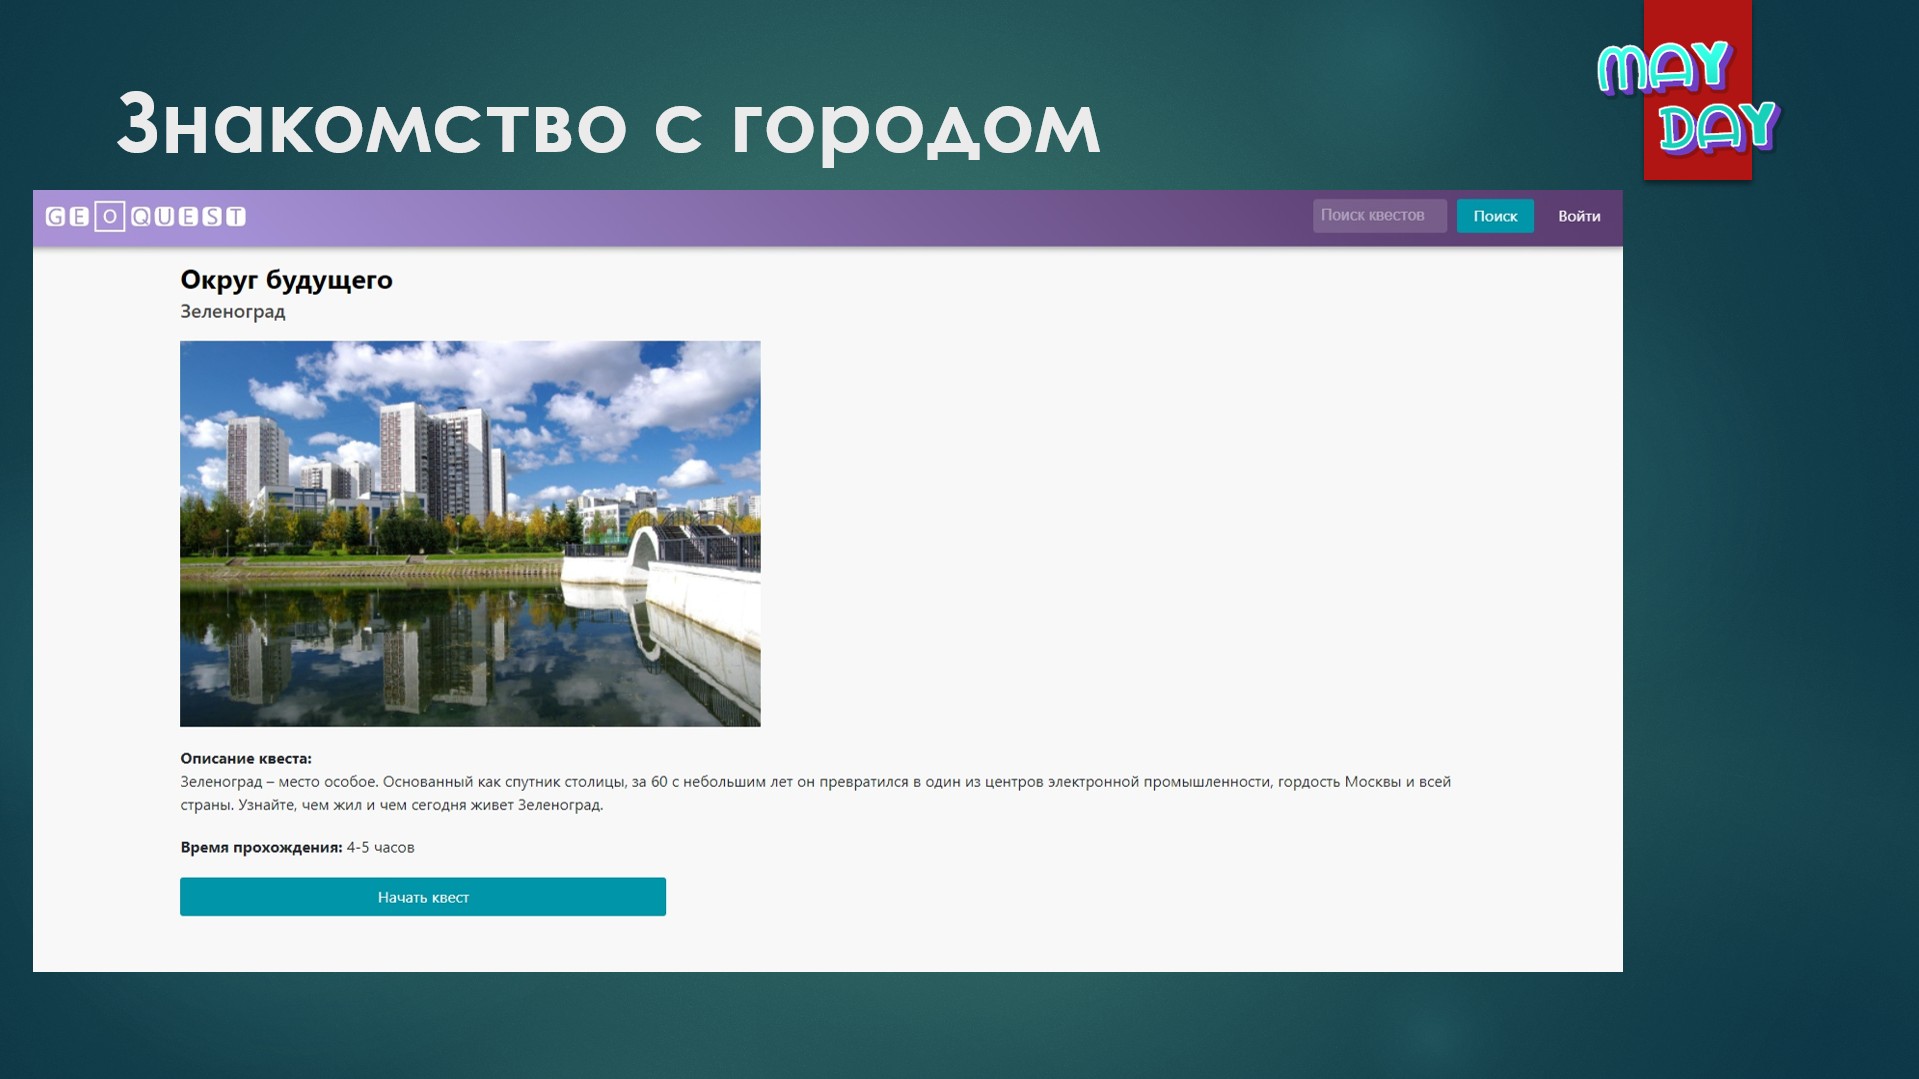 Знакомство с городом
MAY
DAY
GEOQUEST
Поиск квестов
Поиск
Войти
Округ будущего
Зеленоград
Описание квеста:
Зеленоград – место особое. Основанный как спутник столицы, за 60 с небольшим лет он превратился в один из центров электронной промышленности, гордость Москвы и всей
страны. Узнайте, чем жил и чем сегодня живет Зеленоград.
Время прохождения: 4-5 часов
Начать квест